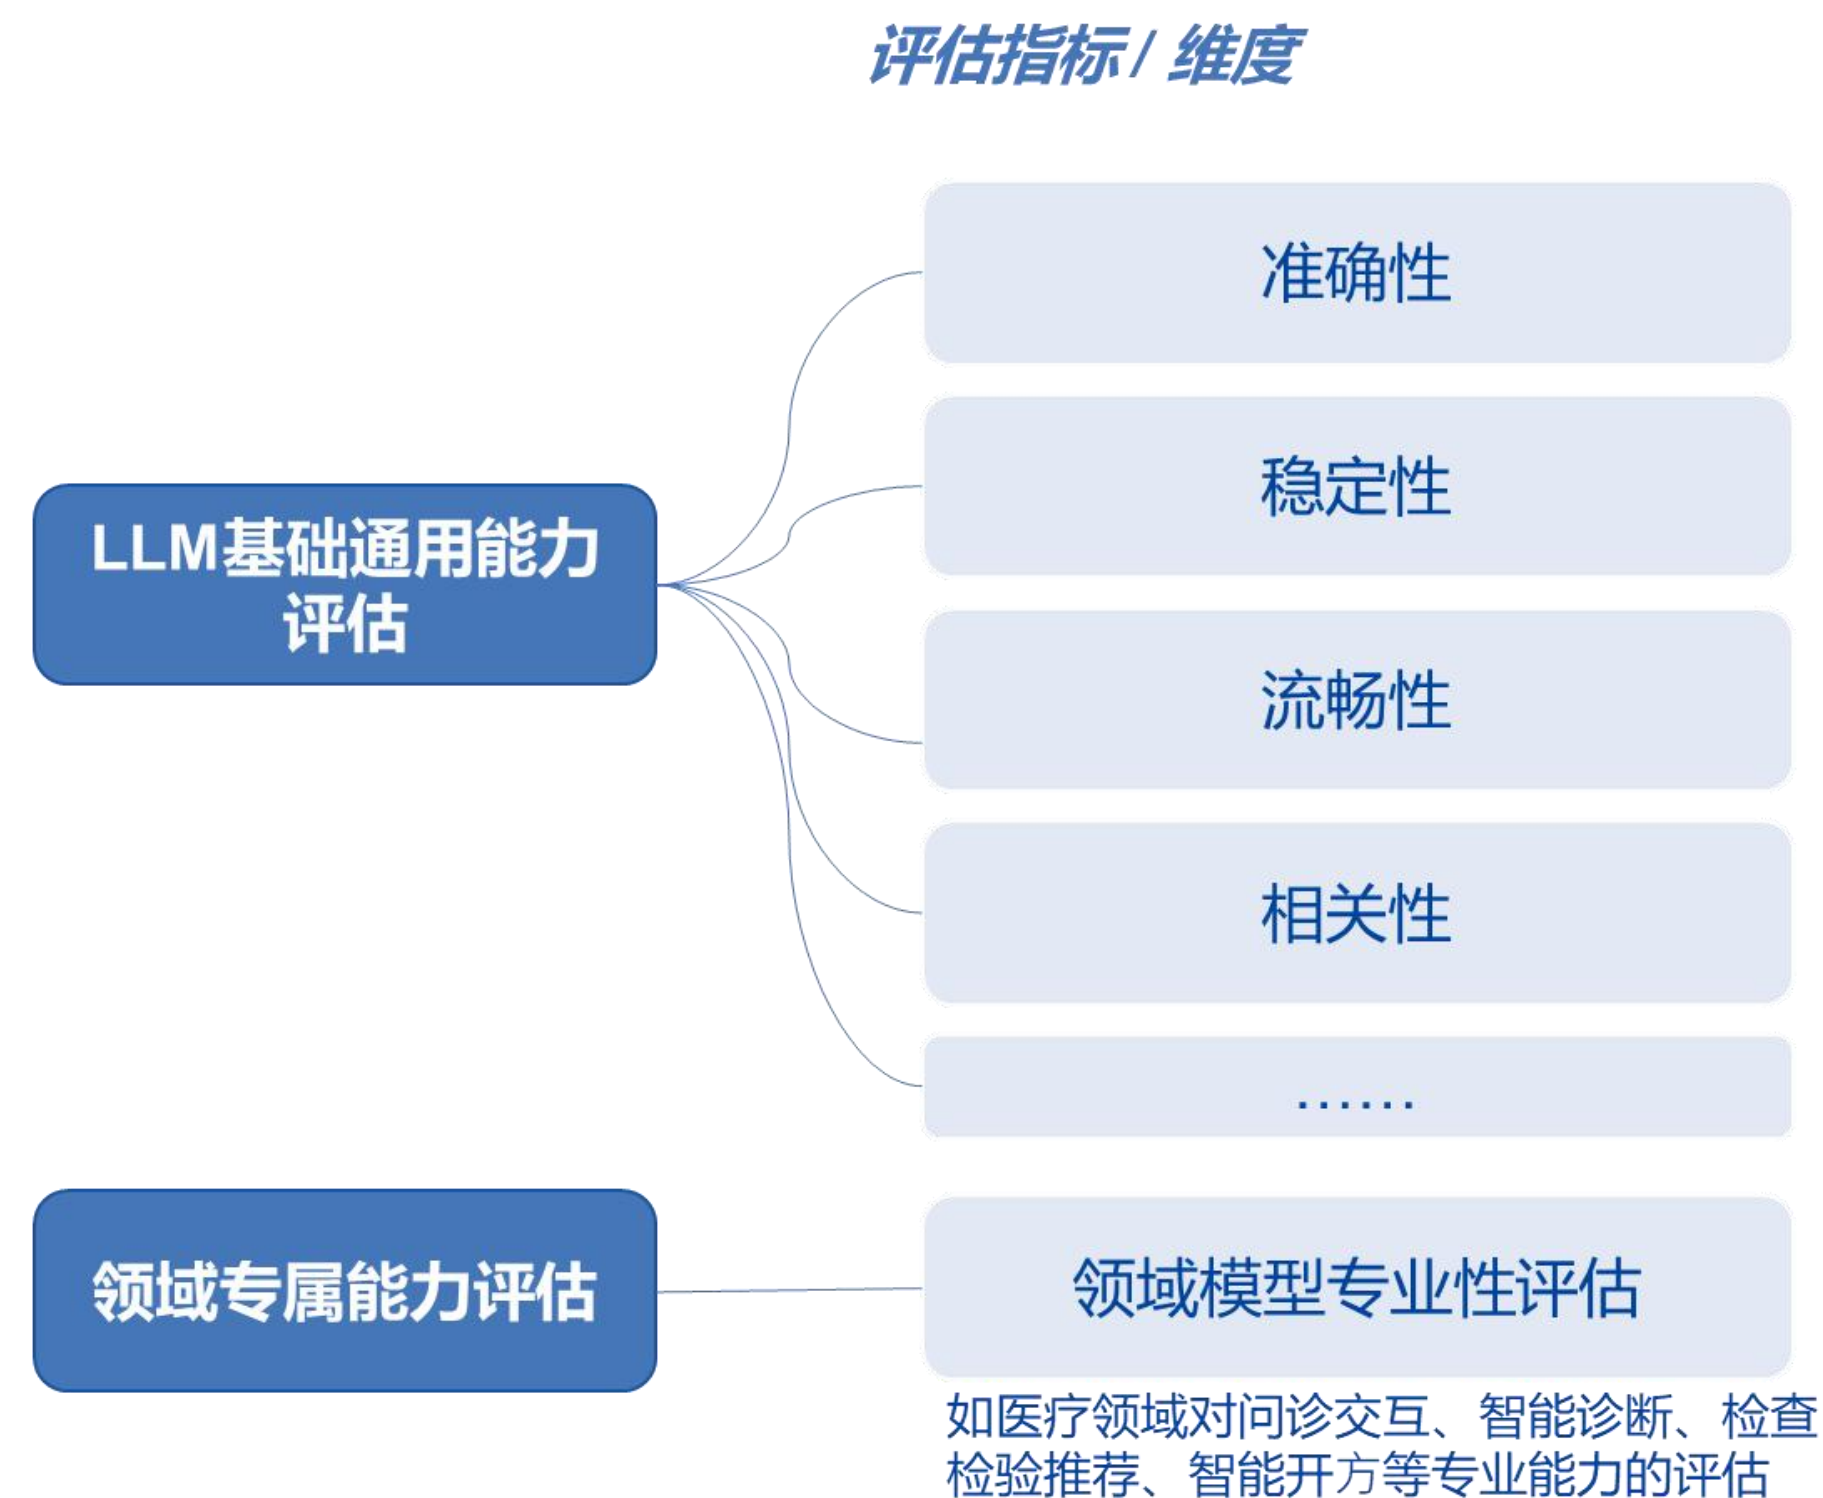 评估指标/ 维度
准确性
稳定性
LLM基础通用能力
评估
流畅性
相关性
……
领域专属能力评估
领域模型专业性评估
如医疗领域对问诊交互、智能诊断、检查
检验推荐、智能开方等专业能力的评估